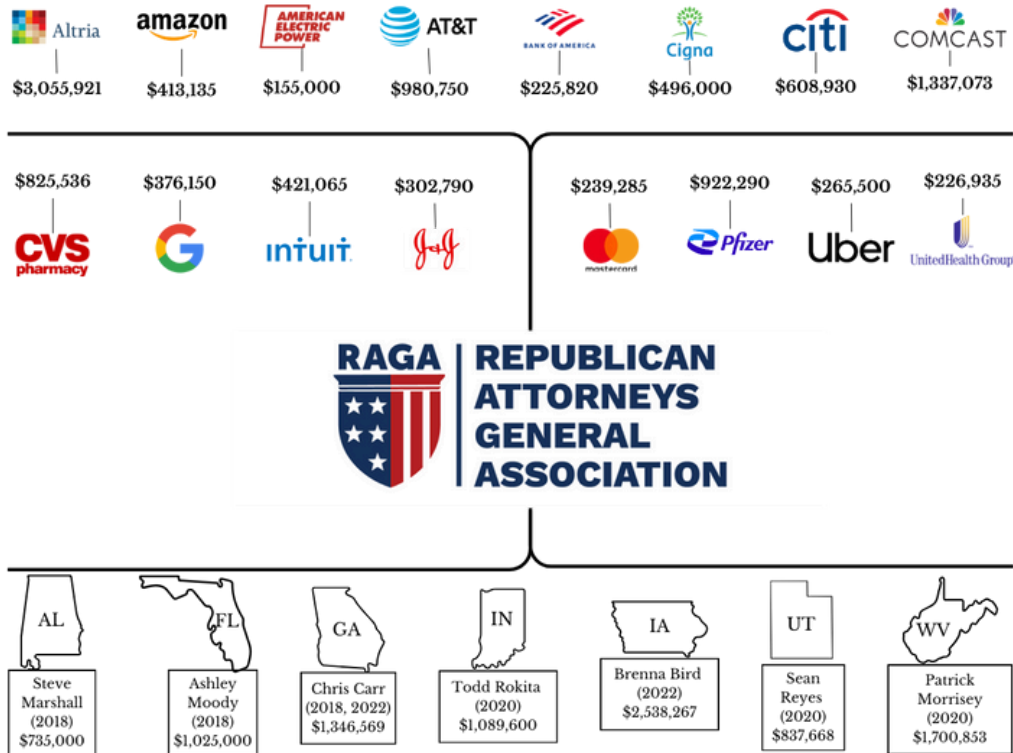 Altria
amazon
AMERICAN
ELECTRIC
POWER
AT&T
BANK OF AMERICA
Cigna
citi
COMCAST
$3,055,921
$413,135
$155,000
$980,750
$225,820
$496,000
$608,930
$1,337,073
$825,536
$376,150
$421,065
$302,790
$239,285
$922,290
$265,500
$226,935
CVS
pharmacy
G
intuit.
J&J
mastercard
Pfizer
Uber
UnitedHealth Group
RAGA
REPUBLICAN
ATTORNEYS
GENERAL
ASSOCIATION
AL
FL
GA
IN
IA
UT
WV
Steve
Marshall
(2018)
$735,000
Ashley
Moody
(2018)
$1,025,000
Chris Carr
(2018, 2022)
$1,346,569
Todd Rokita
(2020)
$1,089,600
Brenna Bird
(2022)
$2,538,267
Sean
Reyes
(2020)
$837,668
Patrick
Morrisey
(2020)
$1,700,853